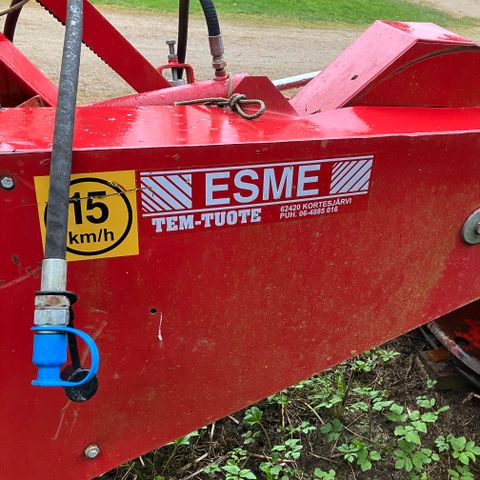 15
km/h
ESME
TEM-TUOTE
62420 KORTESJÄRVI
PUH. 06-4885 016